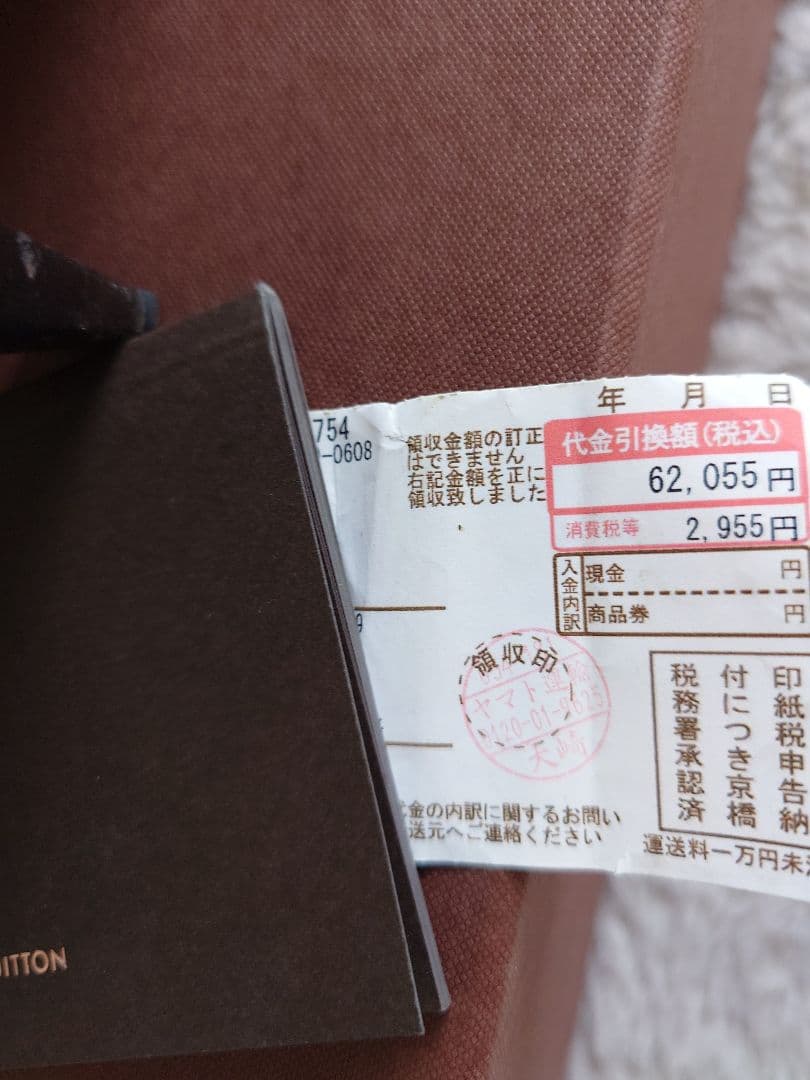 年 月 日
754
-0608
領収金額の訂正
はできません
右記金額を正に
領収致しました
代金引換額(税込)
62,055円
消費税等 2,955円
入金内訳
現金 円
商品券 円
9
領収印
ヤマト運輸
120-01-9625
天崎
印紙税申告納
付につき京橋
税務署承認済
金の内訳に関するお問い
送元へご連絡ください
運送料一万円未
UITTON